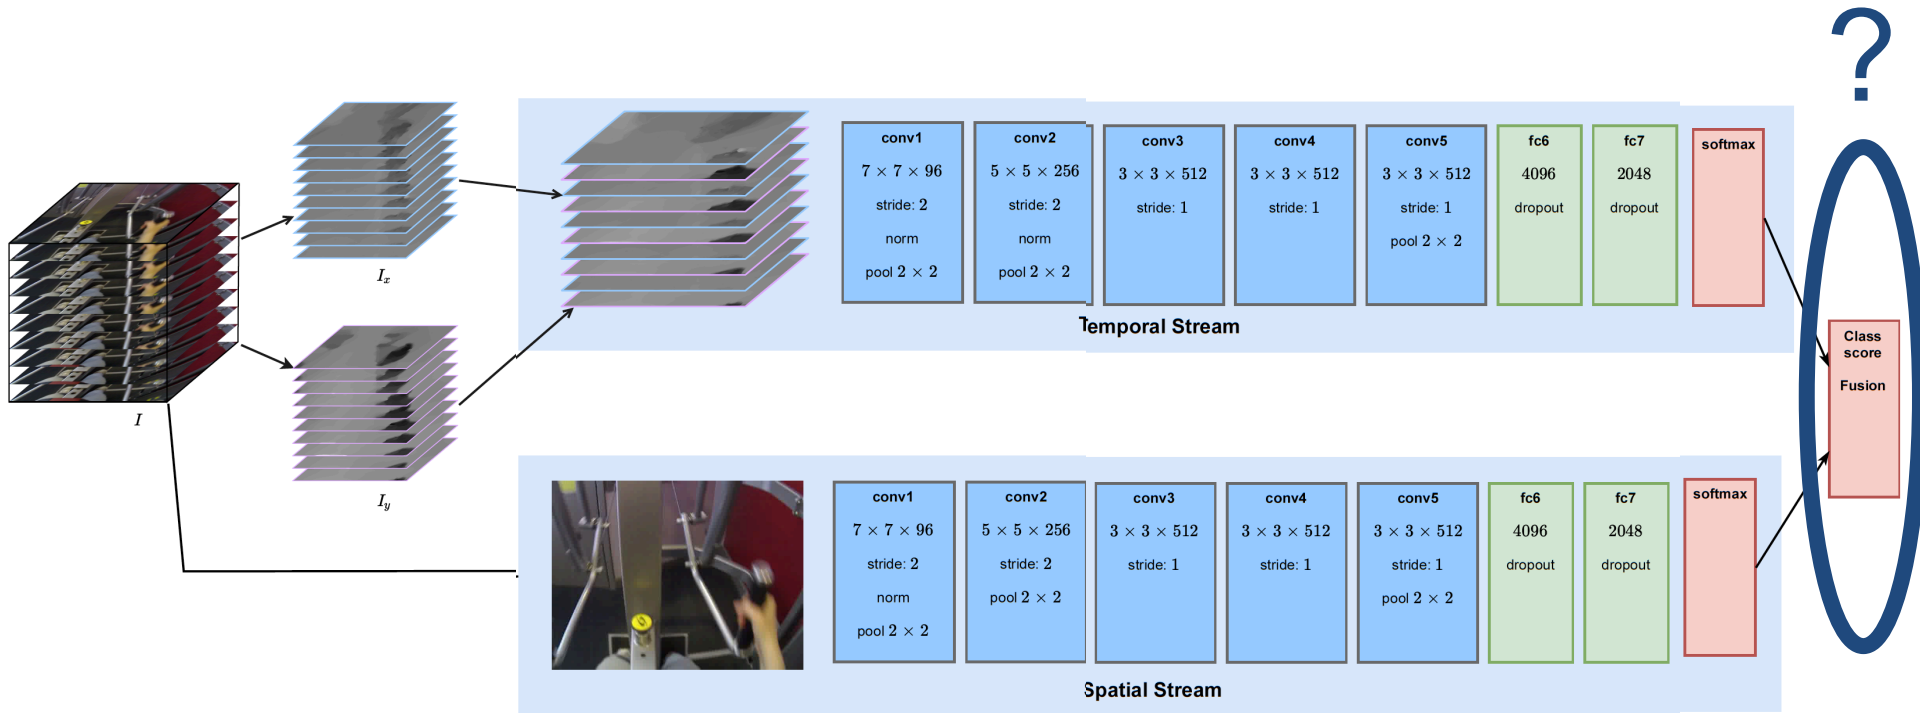 ?
I
Iₓ
I_y
conv1
7 × 7 × 96
stride: 2
norm
pool 2 × 2
conv2
5 × 5 × 256
stride: 2
norm
pool 2 × 2
conv3
3 × 3 × 512
stride: 1
conv4
3 × 3 × 512
stride: 1
conv5
3 × 3 × 512
stride: 1
pool 2 × 2
fc6
4096
dropout
fc7
2048
dropout
softmax
Temporal Stream
Class
score
Fusion
conv1
7 × 7 × 96
stride: 2
norm
pool 2 × 2
conv2
5 × 5 × 256
stride: 2
pool 2 × 2
conv3
3 × 3 × 512
stride: 1
conv4
3 × 3 × 512
stride: 1
conv5
3 × 3 × 512
stride: 1
pool 2 × 2
fc6
4096
dropout
fc7
2048
dropout
softmax
Spatial Stream